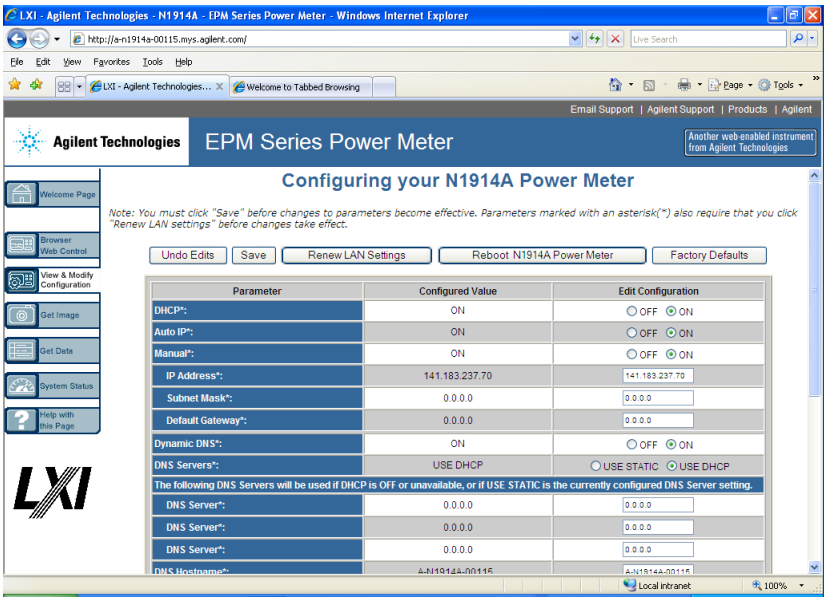 LXI - Agilent Technologies - N1914A - EPM Series Power Meter - Windows Internet Explorer
http://a-n1914a-00115.mys.agilent.com/
Live Search
File Edit View Favorites Tools Help
LXI - Agilent Technologies... Welcome to Tabbed Browsing Page Tools »
Email Support | Agilent Support | Products | Agilent
Agilent Technologies EPM Series Power Meter
Another web-enabled instrument
from Agilent Technologies
Welcome Page
Browser
Web Control
View & Modify
Configuration
Get Image
Get Data
System Status
Help with
this Page
LXI
Configuring your N1914A Power Meter
Note: You must click "Save" before changes to parameters become effective. Parameters marked with an asterisk(*) also require that you click
"Renew LAN settings" before changes take effect.
Undo Edits Save Renew LAN Settings Reboot N1914A Power Meter Factory Defaults
Parameter Configured Value Edit Configuration
DHCP*: ON OFF ON
Auto IP*: ON OFF ON
Manual*: ON OFF ON
IP Address*: 141.183.237.70 141.183.237.70
Subnet Mask*: 0.0.0.0 0.0.0.0
Default Gateway*: 0.0.0.0 0.0.0.0
Dynamic DNS*: ON OFF ON
DNS Servers*: USE DHCP USE STATIC USE DHCP
The following DNS Servers will be used if DHCP is OFF or unavailable, or if USE STATIC is the currently configured DNS Server setting.
DNS Server*: 0.0.0.0 0.0.0.0
DNS Server*: 0.0.0.0 0.0.0.0
DNS Server*: 0.0.0.0 0.0.0.0
DNS Hostname*: A-N1914A-00115 A-N1914A-00115
Local intranet 100%